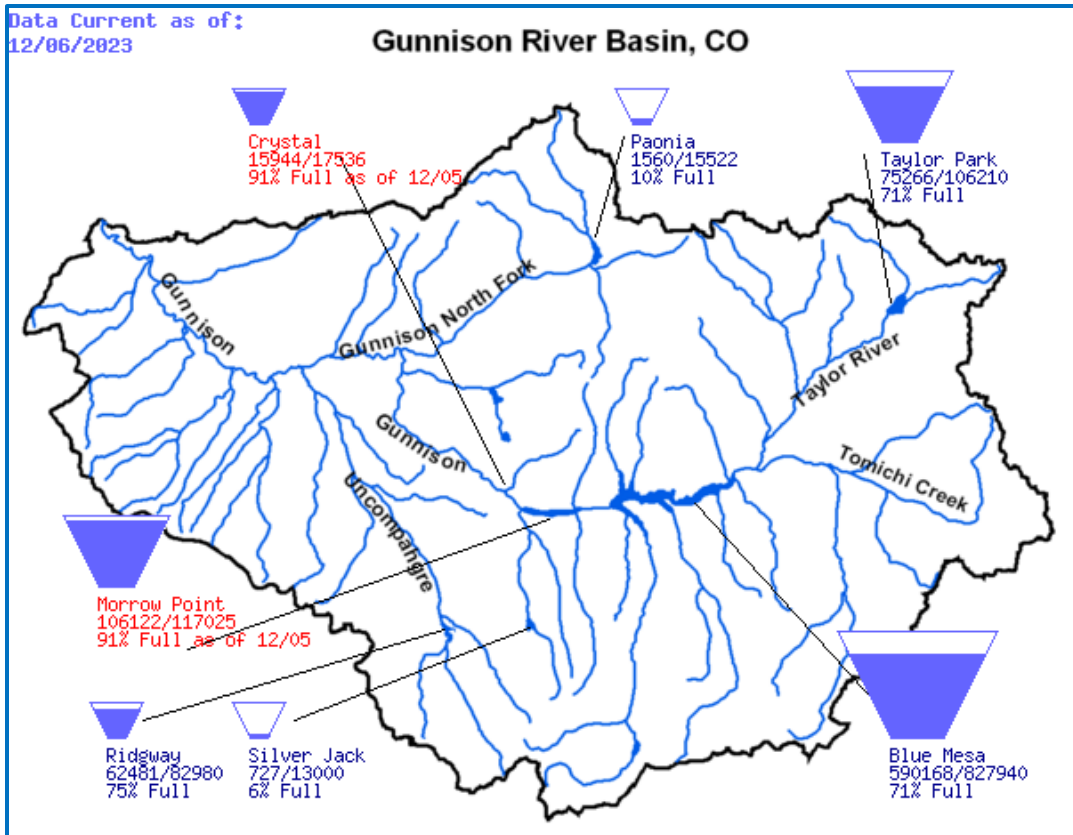 Data Current as of:
12/06/2023
Gunnison River Basin, CO
Crystal
15944/17536
91% Full as of 12/05
Paonia
1560/15522
10% Full
Taylor Park
75266/106210
71% Full
Gunnison
Gunnison North Fork
Taylor River
Gunnison
Tomichi Creek
Uncompahgre
Morrow Point
106122/117025
91% Full as of 12/05
Ridgway
62481/82980
75% Full
Silver Jack
727/13000
6% Full
Blue Mesa
590168/827940
71% Full